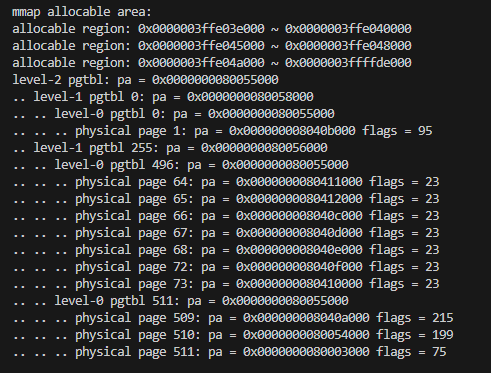 mmap allocable area:
allocable region: 0x0000003ffe03e000 ~ 0x0000003ffe040000
allocable region: 0x0000003ffe045000 ~ 0x0000003ffe048000
allocable region: 0x0000003ffe04a000 ~ 0x0000003ffffde000
level-2 pgtbl: pa = 0x0000000080055000
.. level-1 pgtbl 0: pa = 0x0000000080058000
.. .. level-0 pgtbl 0: pa = 0x0000000080055000
.. .. .. physical page 1: pa = 0x000000008040b000 flags = 95
.. level-1 pgtbl 255: pa = 0x0000000080056000
.. .. level-0 pgtbl 496: pa = 0x0000000080055000
.. .. .. physical page 64: pa = 0x0000000080411000 flags = 23
.. .. .. physical page 65: pa = 0x0000000080412000 flags = 23
.. .. .. physical page 66: pa = 0x000000008040c000 flags = 23
.. .. .. physical page 67: pa = 0x000000008040d000 flags = 23
.. .. .. physical page 68: pa = 0x000000008040e000 flags = 23
.. .. .. physical page 72: pa = 0x000000008040f000 flags = 23
.. .. .. physical page 73: pa = 0x0000000080410000 flags = 23
.. .. level-0 pgtbl 511: pa = 0x0000000080055000
.. .. .. physical page 509: pa = 0x000000008040a000 flags = 215
.. .. .. physical page 510: pa = 0x0000000080054000 flags = 199
.. .. .. physical page 511: pa = 0x0000000080003000 flags = 75